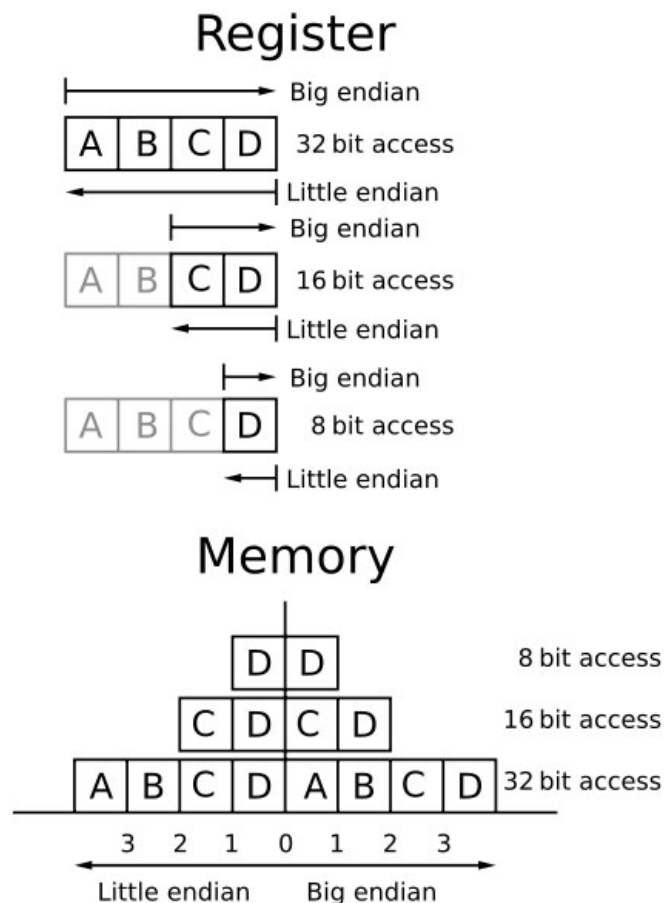 Register
Big endian
A B C D 32 bit access
Little endian
Big endian
A B C D 16 bit access
Little endian
Big endian
A B C D 8 bit access
Little endian
Memory
D D 8 bit access
C D C D 16 bit access
A B C D A B C D 32 bit access
3 2 1 0 1 2 3
Little endian Big endian